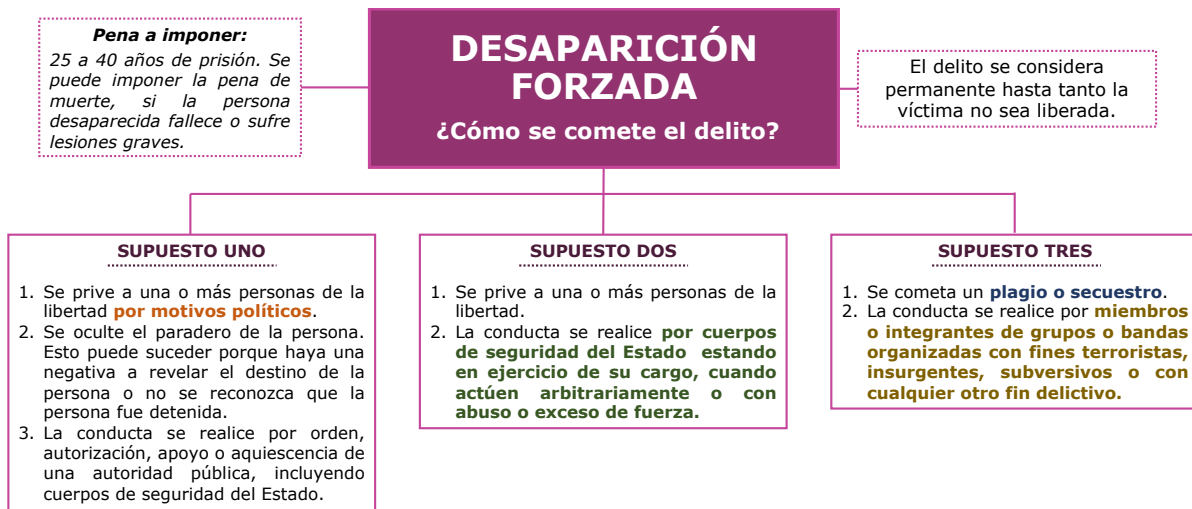 Pena a imponer:
25 a 40 años de prisión. Se
puede imponer la pena de
muerte, si la persona
desaparecida fallece o sufre
lesiones graves.
DESAPARICIÓN
FORZADA
¿Cómo se comete el delito?
El delito se considera
permanente hasta tanto la
víctima no sea liberada.
SUPUESTO UNO
1. Se prive a una o más personas de la
libertad por motivos políticos.
2. Se oculte el paradero de la persona.
Esto puede suceder porque haya una
negativa a revelar el destino de la
persona o no se reconozca que la
persona fue detenida.
3. La conducta se realice por orden,
autorización, apoyo o aquiescencia de
una autoridad pública, incluyendo
cuerpos de seguridad del Estado.
SUPUESTO DOS
1. Se prive a una o más personas de la
libertad.
2. La conducta se realice por cuerpos
de seguridad del Estado estando
en ejercicio de su cargo, cuando
actúen arbitrariamente o con
abuso o exceso de fuerza.
SUPUESTO TRES
1. Se cometa un plagio o secuestro.
2. La conducta se realice por miembros
o integrantes de grupos o bandas
organizadas con fines terroristas,
insurgentes, subversivos o con
cualquier otro fin delictivo.